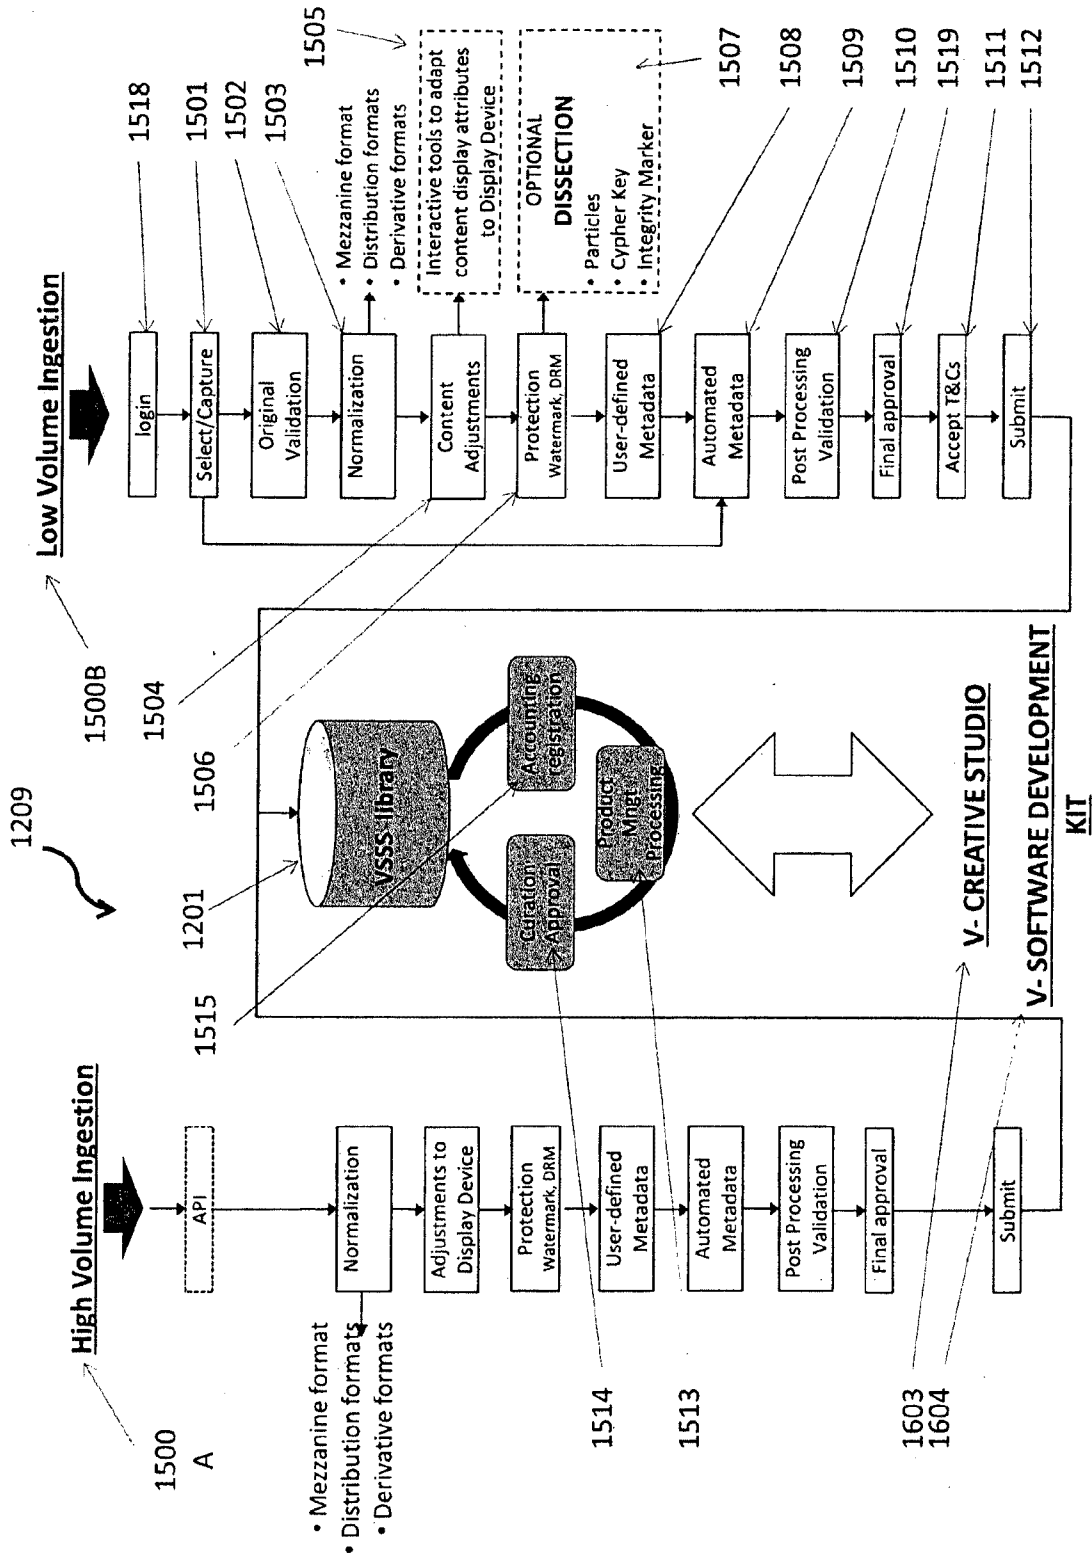 1209
High Volume Ingestion
1500
A
API
Normalization
• Mezzanine format
• Distribution formats
• Derivative formats
Adjustments to
Display Device
Protection
Watermark, DRM
User-defined
Metadata
Automated
Metadata
Post Processing
Validation
Final approval
Submit
1201
VSSS library
1515
Accounting
registration
Curation
Approval
Product
Mngt
Processing
1514
1513
V- CREATIVE STUDIO
V- SOFTWARE DEVELOPMENT
KIT
1603
1604
Low Volume Ingestion
1500B
1504
1506
login
1518
Select/Capture
1501
Original
Validation
1502
Normalization
1503
• Mezzanine format
• Distribution formats
• Derivative formats
Content
Adjustments
1505
Interactive tools to adapt
content display attributes
to Display Device
Protection
Watermark, DRM
OPTIONAL
DISSECTION
• Particles
• Cypher Key
• Integrity Marker
1507
User-defined
Metadata
1508
Automated
Metadata
1509
Post Processing
Validation
1510
Final approval
1519
Accept T&Cs
1511
Submit
1512